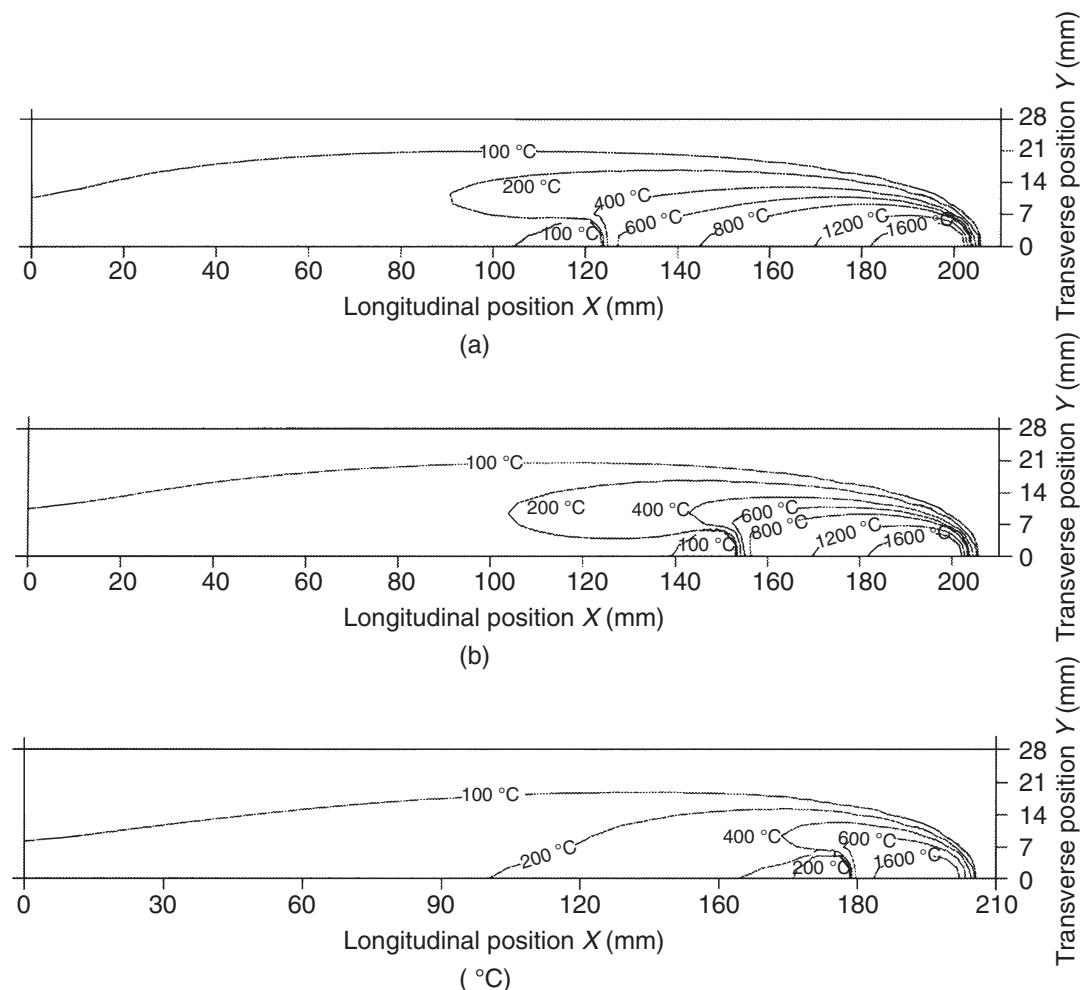 100 °C
200 °C
400 °C
100 °C
600 °C
800 °C
1200 °C
1600 °C
28
21
14
7
0
Transverse position Y (mm)
0 20 40 60 80 100 120 140 160 180 200
Longitudinal position X (mm)
(a)
100 °C
200 °C
400 °C
600 °C
100 °C
800 °C
1200 °C
1600 °C
28
21
14
7
0
Transverse position Y (mm)
0 20 40 60 80 100 120 140 160 180 200
Longitudinal position X (mm)
(b)
100 °C
200 °C
400 °C
600 °C
200 °C
1600 °C
28
21
14
7
0
Transverse position Y (mm)
0 30 60 90 120 160 180 210
Longitudinal position X (mm)
( °C)